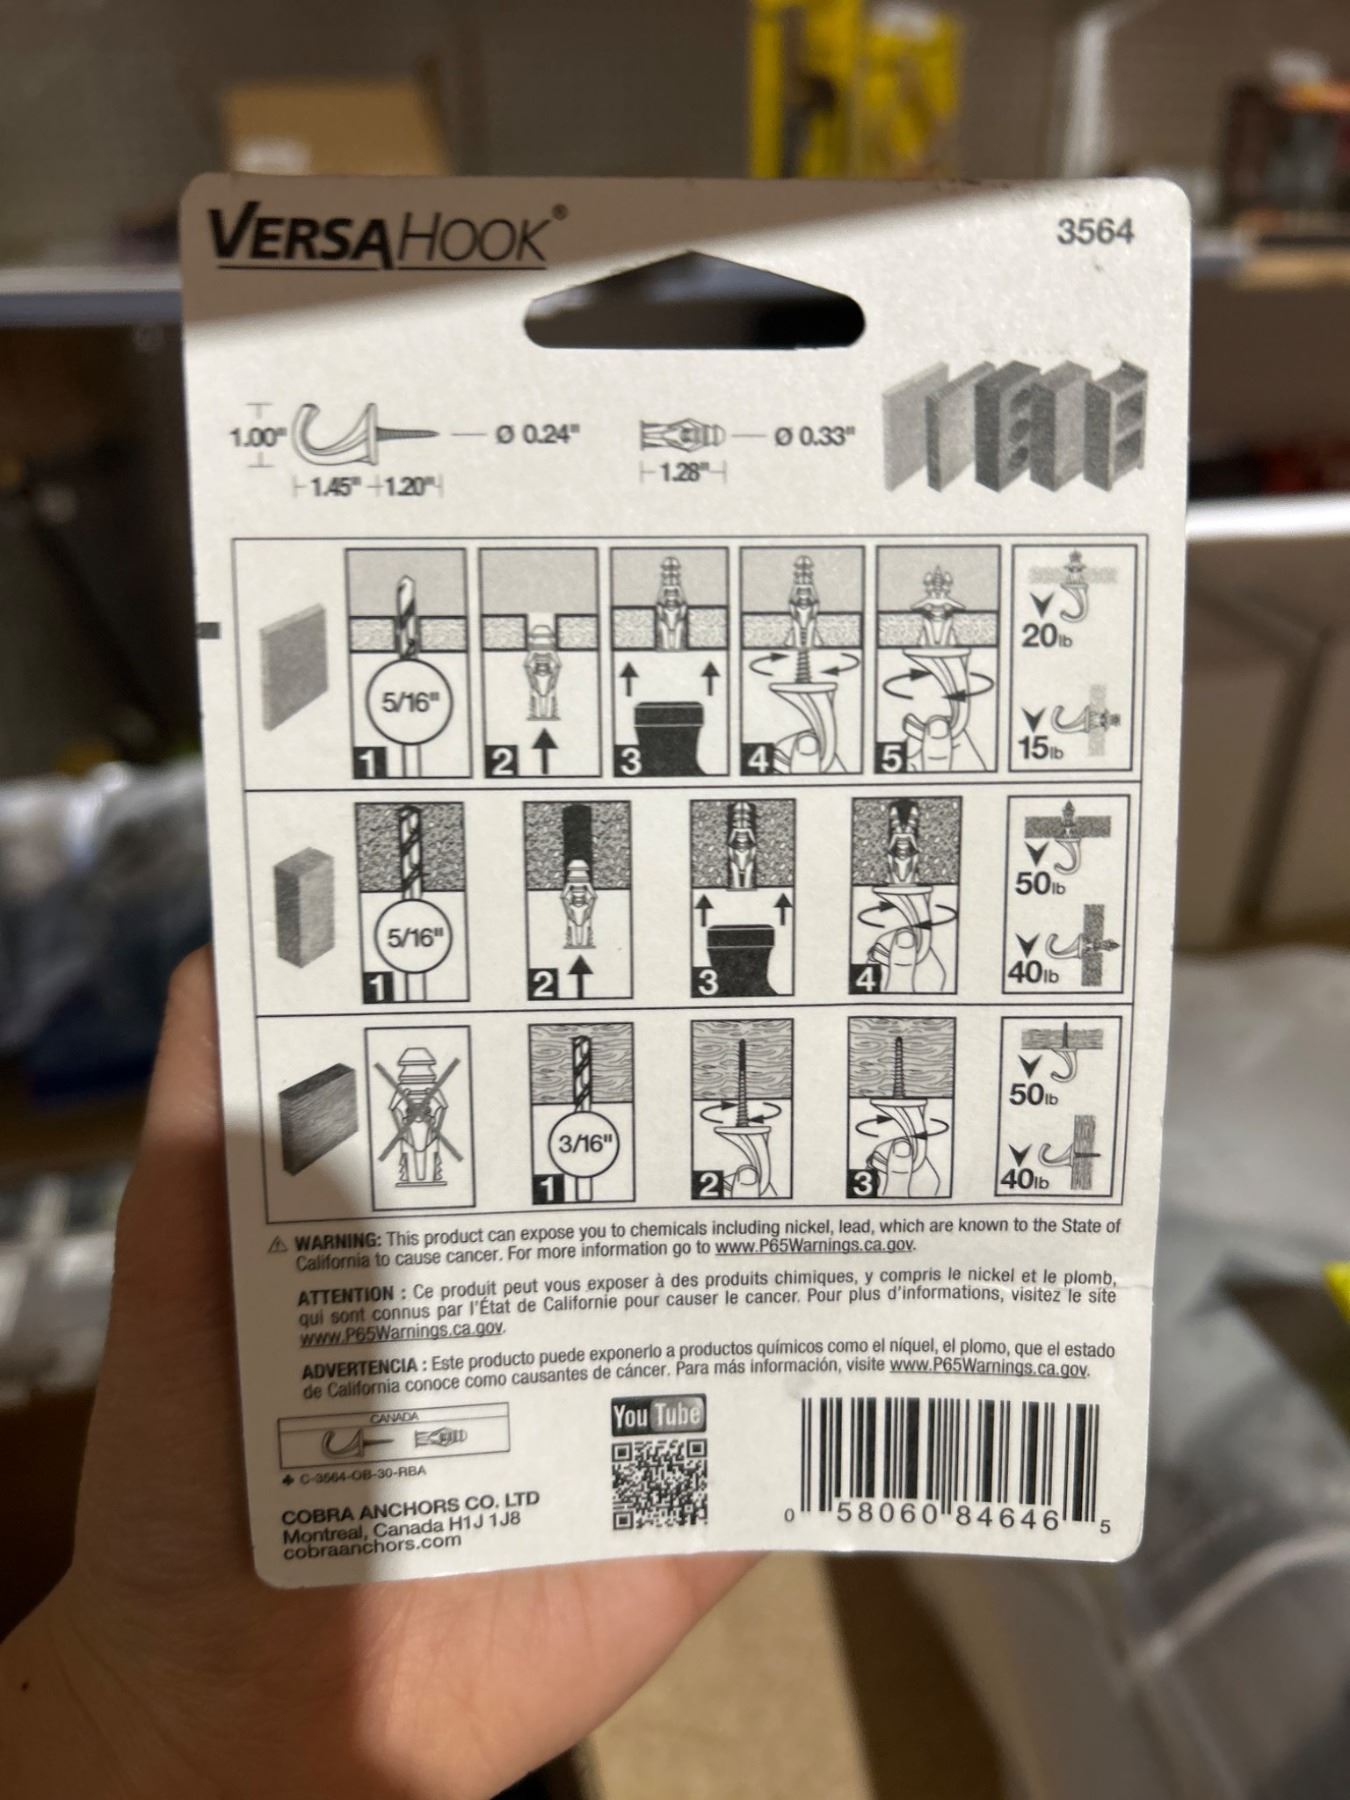 VERSAHOOK®
3564
1.00"
Ø 0.24"
Ø 0.33"
1.45"
1.20"
1.28"
5/16"
1
2
3
4
5
20lb
15lb
5/16"
1
2
3
4
50lb
40lb
3/16"
1
2
3
50lb
40lb
⚠ WARNING: This product can expose you to chemicals including nickel, lead, which are known to the State of
California to cause cancer. For more information go to www.P65Warnings.ca.gov.
ATTENTION : Ce produit peut vous exposer à des produits chimiques, y compris le nickel et le plomb,
qui sont connus par l'État de Californie pour causer le cancer. Pour plus d'informations, visitez le site
www.P65Warnings.ca.gov.
ADVERTENCIA : Este producto puede exponerlo a productos químicos como el níquel, el plomo, que el estado
de California conoce como causantes de cáncer. Para más información, visite www.P65Warnings.ca.gov.
CANADA
C-3564-OB-30-RBA
COBRA ANCHORS CO. LTD
Montreal, Canada H1J 1J8
cobraanchors.com
YouTube
0 58060 84646 5